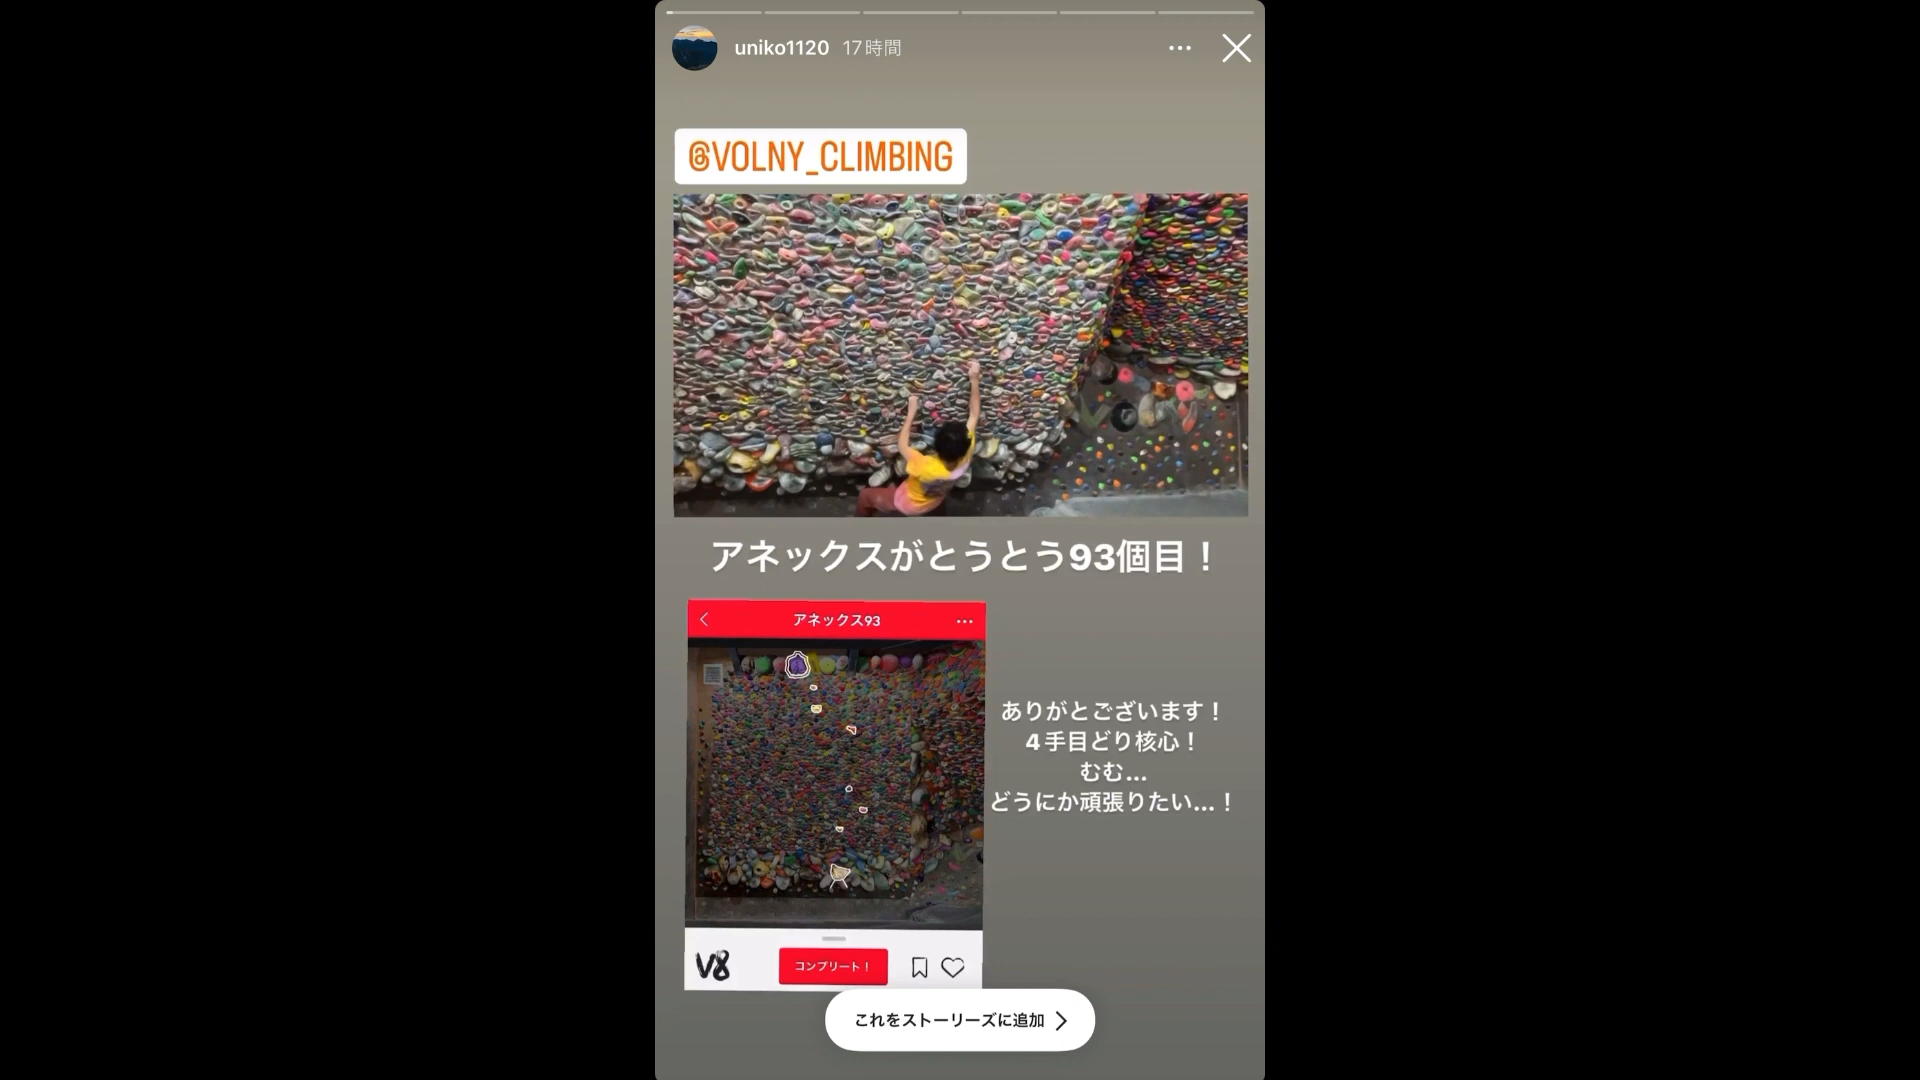 uniko1120 17時間
@VOLNY_CLIMBING
アネックスがとうとう93個目！
アネックス93
ありがとございます！
4手目どり核心！
むむ…
どうにか頑張りたい…！
V8
コンプリート！
これをストーリーズに追加